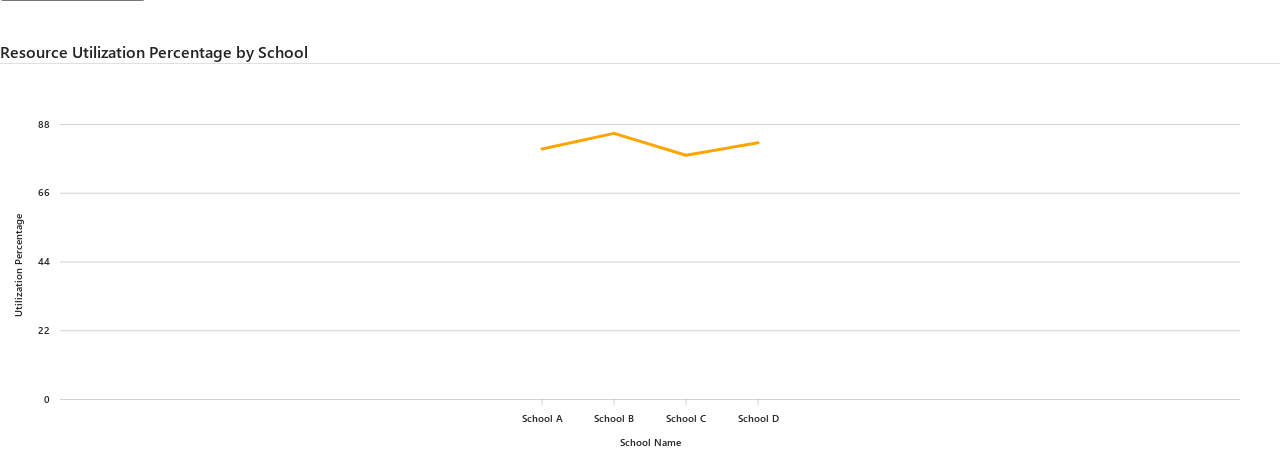 Resource Utilization Percentage by School
88
66
44
22
0
Utilization Percentage
School A
School B
School C
School D
School Name